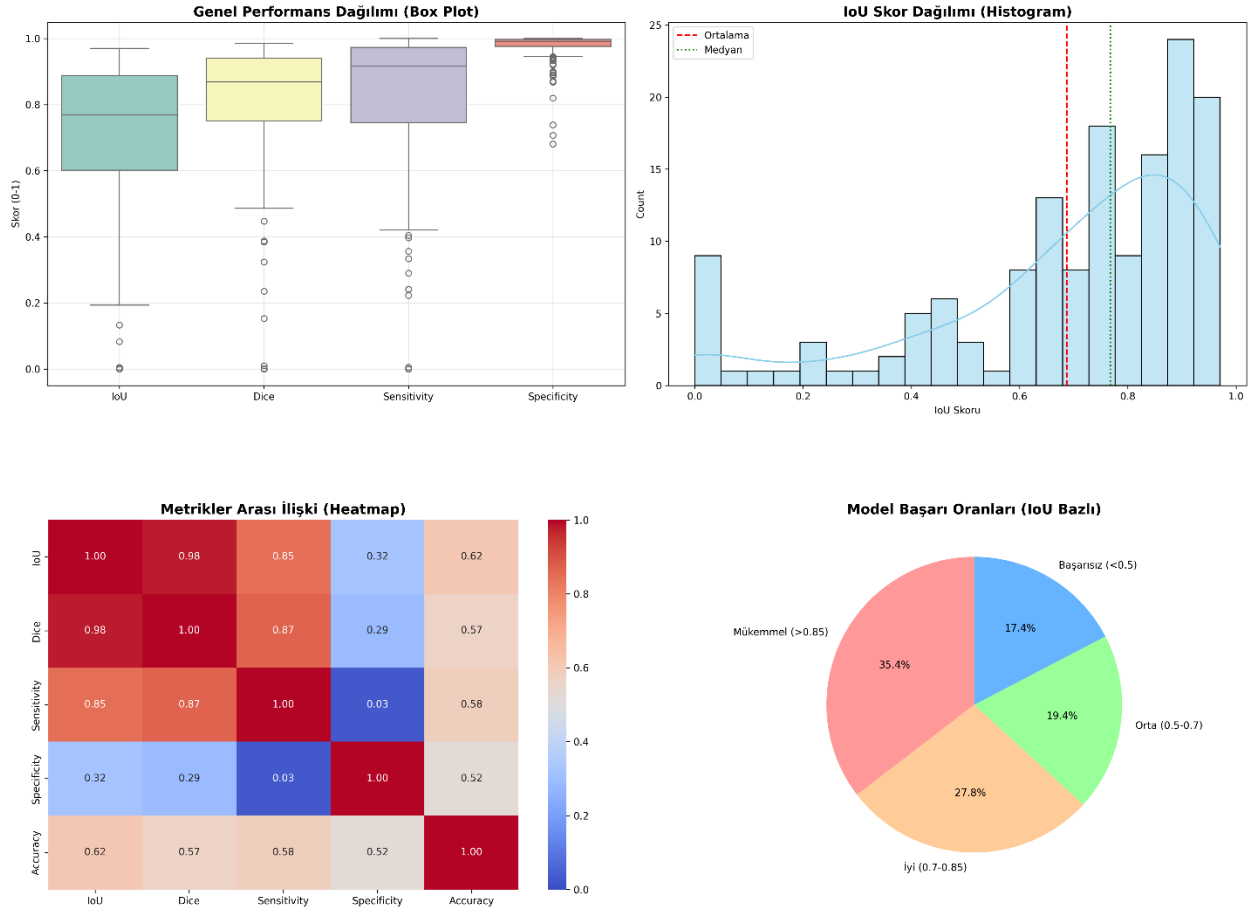 Genel Performans Dağılımı (Box Plot)
Skor (0-1)
1.0
0.8
0.6
0.4
0.2
0.0
IoU
Dice
Sensitivity
Specificity
IoU Skor Dağılımı (Histogram)
Ortalama
Medyan
Count
25
20
15
10
5
0
0.0
0.2
0.4
0.6
0.8
1.0
IoU Skoru
Metrikler Arası İlişki (Heatmap)
IoU
1.00 0.98 0.85 0.32 0.62
Dice
0.98 1.00 0.87 0.29 0.57
Sensitivity
0.85 0.87 1.00 0.03 0.58
Specificity
0.32 0.29 0.03 1.00 0.52
Accuracy
0.62 0.57 0.58 0.52 1.00
IoU
Dice
Sensitivity
Specificity
Accuracy
1.0
0.8
0.6
0.4
0.2
0.0
Model Başarı Oranları (IoU Bazlı)
Başarısız (<0.5)
17.4%
Mükemmel (>0.85)
35.4%
Orta (0.5-0.7)
19.4%
İyi (0.7-0.85)
27.8%